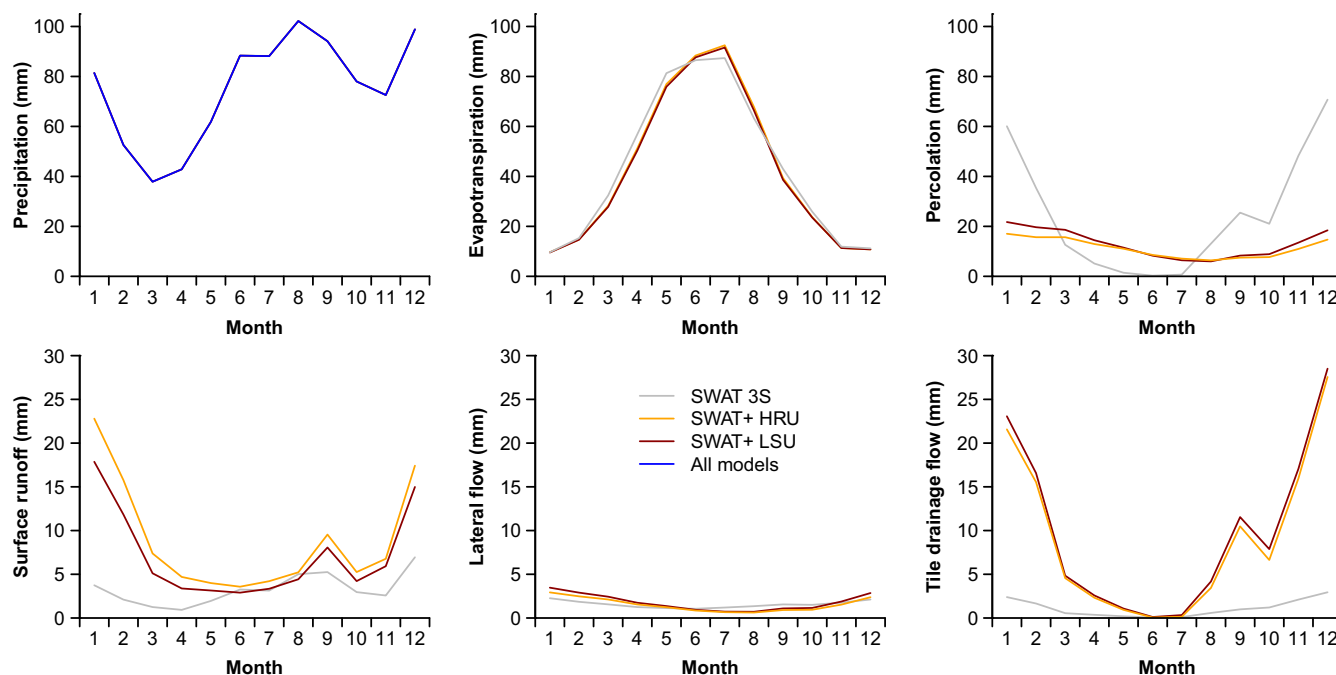 Precipitation (mm)
100
80
60
40
20
0
1 2 3 4 5 6 7 8 9 10 11 12
Month
Evapotranspiration (mm)
100
80
60
40
20
0
1 2 3 4 5 6 7 8 9 10 11 12
Month
Percolation (mm)
100
80
60
40
20
0
1 2 3 4 5 6 7 8 9 10 11 12
Month
Surface runoff (mm)
30
25
20
15
10
5
0
1 2 3 4 5 6 7 8 9 10 11 12
Month
Lateral flow (mm)
30
25
20
15
10
5
0
SWAT 3S
SWAT+ HRU
SWAT+ LSU
All models
1 2 3 4 5 6 7 8 9 10 11 12
Month
Tile drainage flow (mm)
30
25
20
15
10
5
0
1 2 3 4 5 6 7 8 9 10 11 12
Month